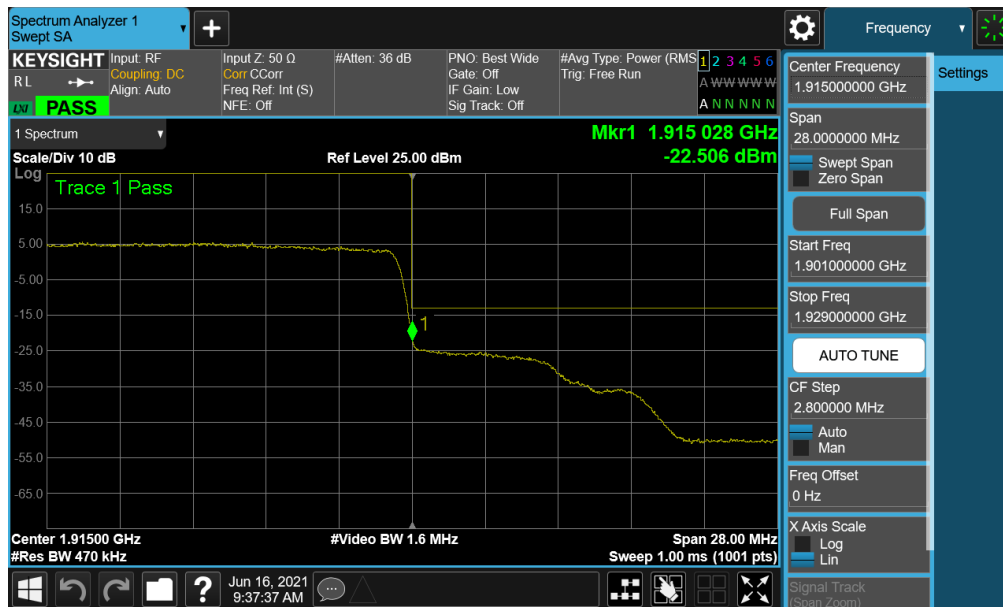 Spectrum Analyzer 1
Swept SA
+
Frequency
KEYSIGHT
RL
LXI
PASS
Input: RF
Coupling: DC
Align: Auto
Input Z: 50 Ω
Corr CCorr
Freq Ref: Int (S)
NFE: Off
#Atten: 36 dB
PNO: Best Wide
Gate: Off
IF Gain: Low
Sig Track: Off
#Avg Type: Power (RMS
Trig: Free Run
1 2 3 4 5 6
A W W W W W
A N N N N N
1 Spectrum
Mkr1 1.915 028 GHz
Scale/Div 10 dB
Ref Level 25.00 dBm
-22.506 dBm
Log
Trace 1 Pass
15.0
5.00
-5.00
-15.0
1
-25.0
-35.0
-45.0
-55.0
-65.0
Center 1.91500 GHz
#Video BW 1.6 MHz
Span 28.00 MHz
#Res BW 470 kHz
Sweep 1.00 ms (1001 pts)
Center Frequency
1.915000000 GHz
Settings
Span
28.0000000 MHz
Swept Span
Zero Span
Full Span
Start Freq
1.901000000 GHz
Stop Freq
1.929000000 GHz
AUTO TUNE
CF Step
2.800000 MHz
Auto
Man
Freq Offset
0 Hz
X Axis Scale
Log
Lin
Signal Track
(Span Zoom)
?
Jun 16, 2021
9:37:37 AM